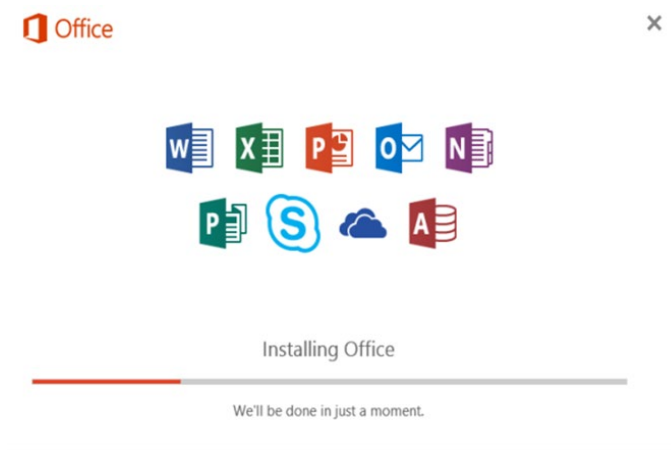 Office
W X P O N
P S A
Installing Office
We'll be done in just a moment.